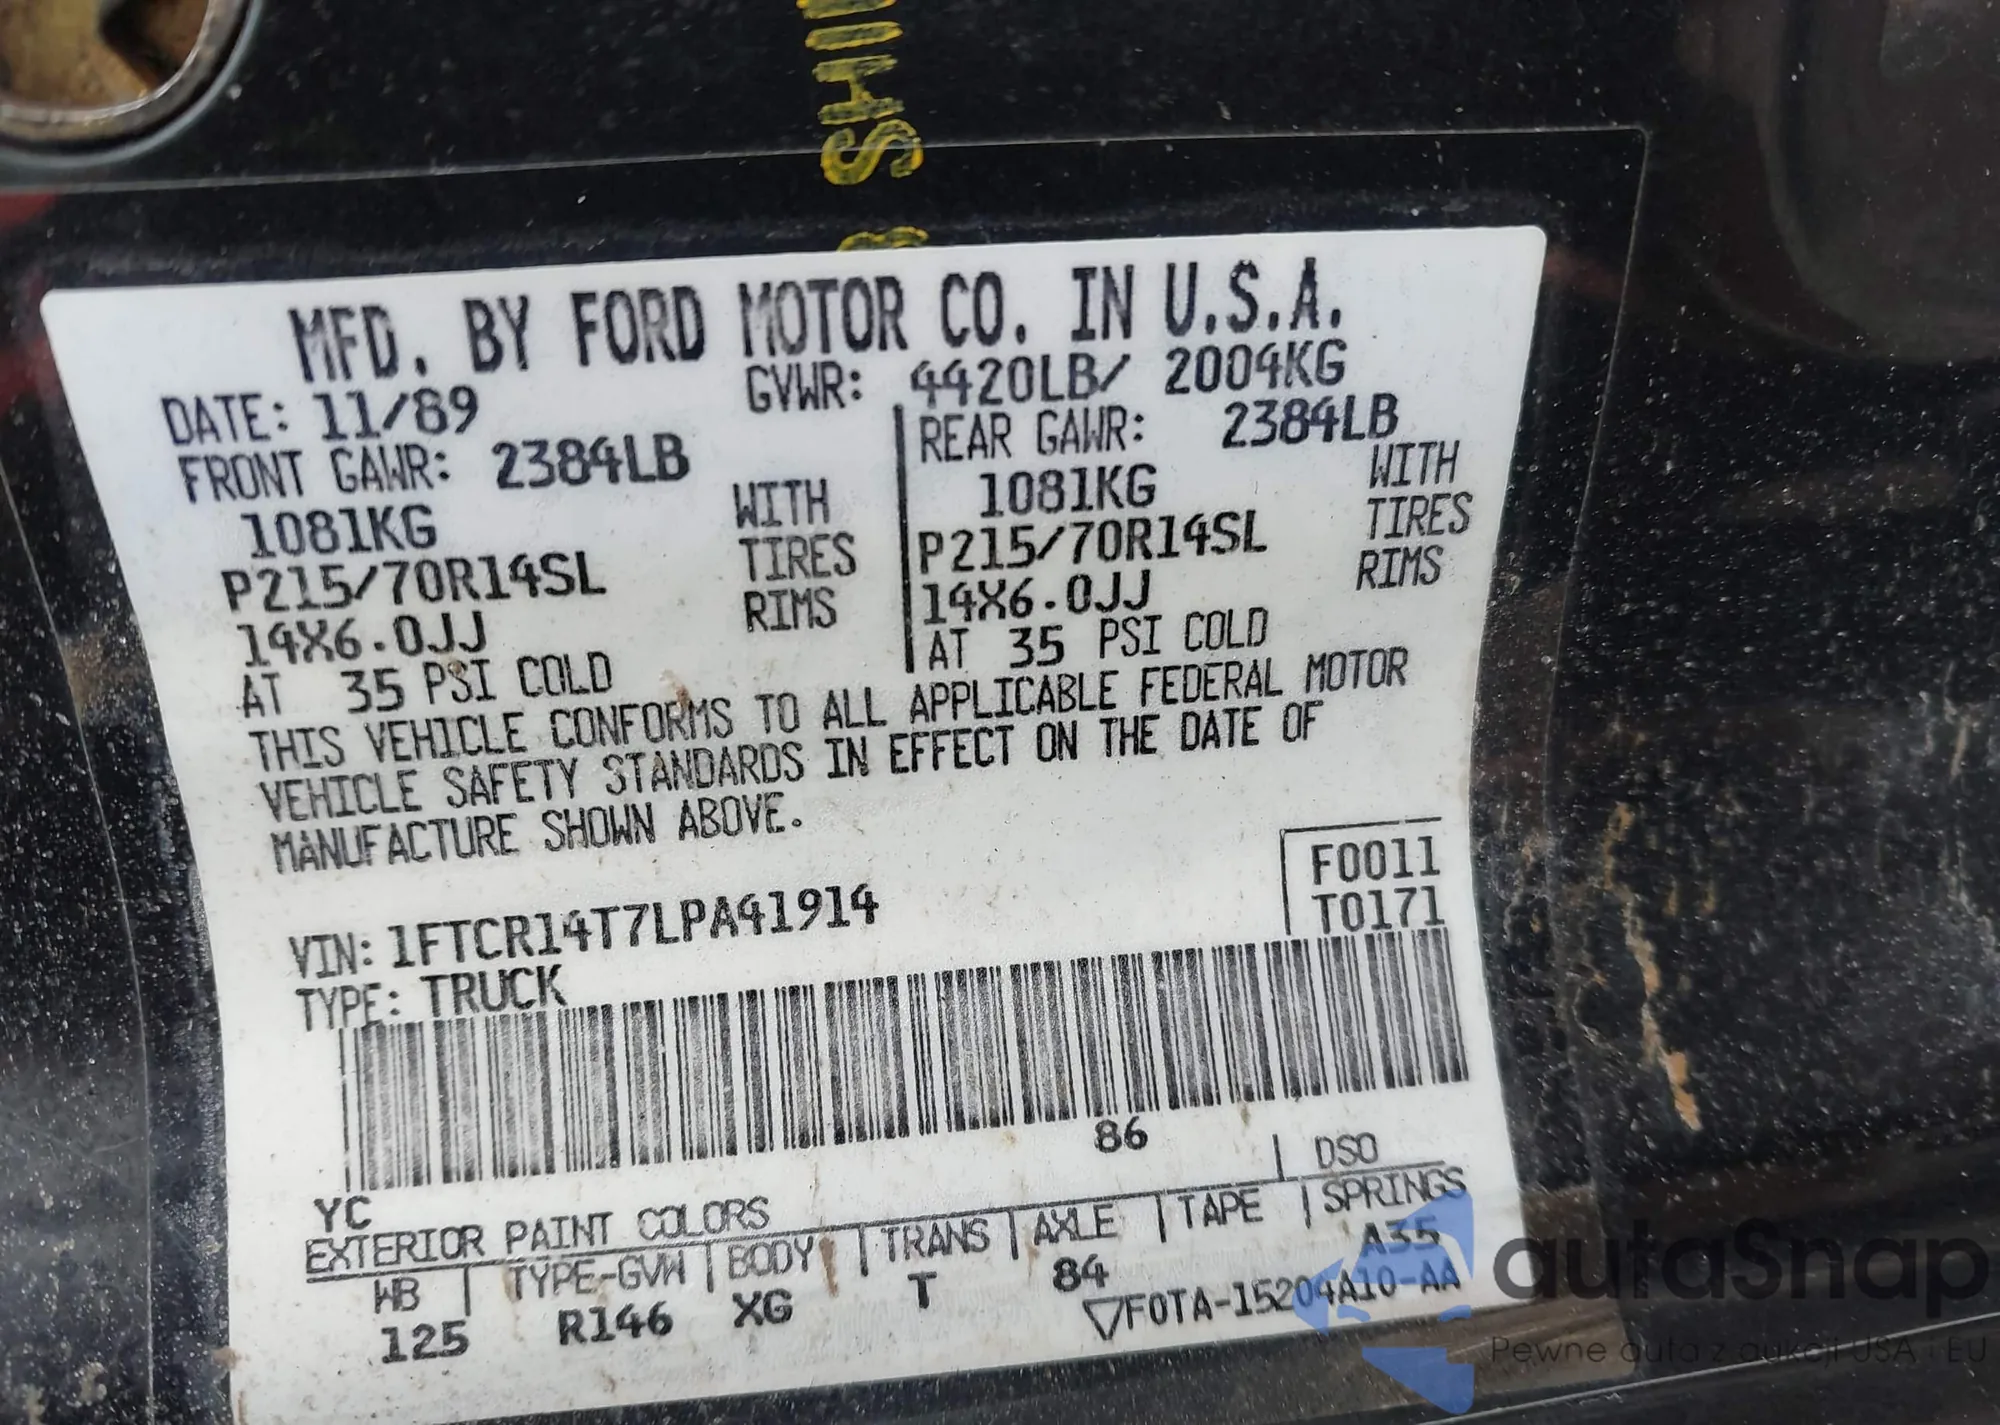 SHI
MFD. BY FORD MOTOR CO. IN U.S.A.
DATE: 11/89 GVWR: 4420LB/ 2004KG
FRONT GAWR: 2384LB REAR GAWR: 2384LB
1081KG WITH 1081KG WITH
P215/70R14SL TIRES P215/70R14SL TIRES
14X6.0JJ RIMS 14X6.0JJ RIMS
AT 35 PSI COLD AT 35 PSI COLD
THIS VEHICLE CONFORMS TO ALL APPLICABLE FEDERAL MOTOR
VEHICLE SAFETY STANDARDS IN EFFECT ON THE DATE OF
MANUFACTURE SHOWN ABOVE.
F0011
VIN: 1FTCR14T7LPA41914 T0171
TYPE: TRUCK
86
YC DSO
EXTERIOR PAINT COLORS
WB TYPE-GVW BODY TRANS AXLE TAPE SPRINGS
125 R146 XG T 84 A35
F0TA-15204A10-AA
autaSnap
Pewne auta z aukcji USA i EU